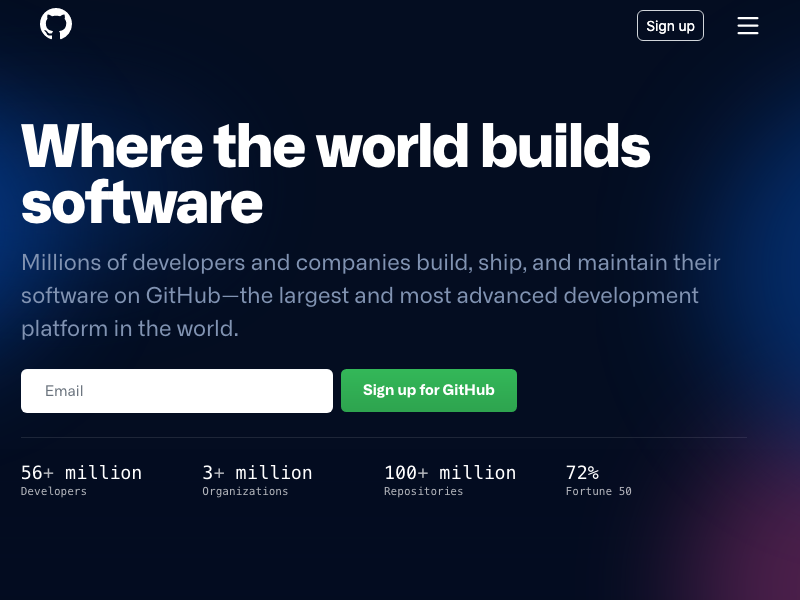 Sign up
Where the world builds
software
Millions of developers and companies build, ship, and maintain their
software on GitHub—the largest and most advanced development
platform in the world.
Email
Sign up for GitHub
56+ million
Developers
3+ million
Organizations
100+ million
Repositories
72%
Fortune 50